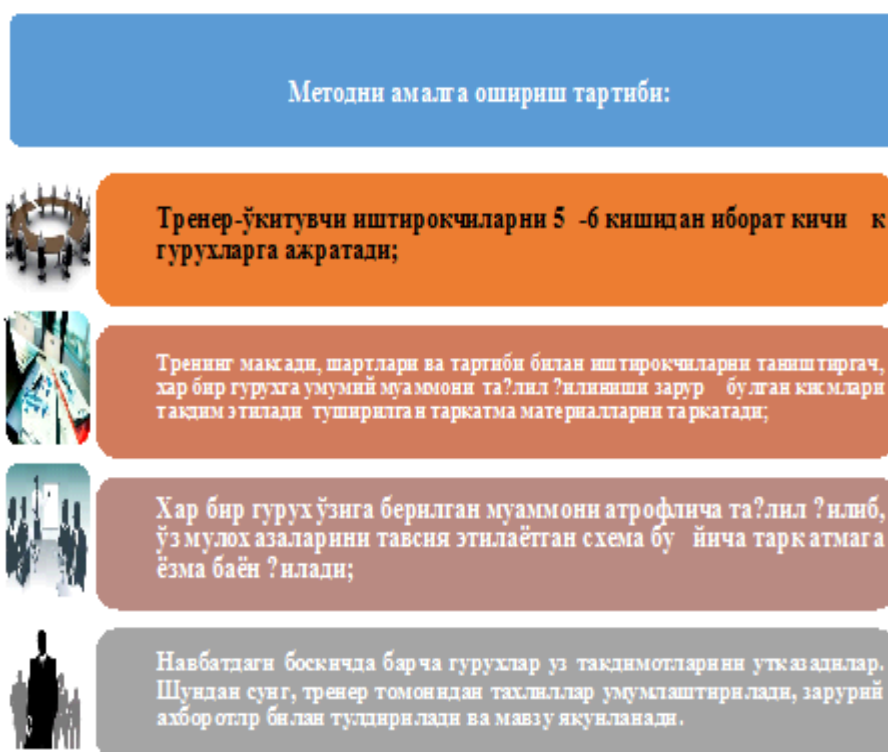 Методни амалга ошириш тартиби:
Тренер-ўкитувчи иштирокчиларни 5 -6 кишидан иборат кичи к
гурухларга ажратади;
Тренинг максади, шартлари ва тартиби билан иштирокчиларни таништиргач,
хар бир гурухга умумий муаммони та?лил ?илиниши зарур булган кисмлари
такдим этилади туширилган таркатма материалларни таркатади;
Хар бир гурух ўзига берилган муаммони атрофлича та?лил ?илиб,
ўз мулохазаларини тавсия этилаётган схема бу йича таркатмага
ёзма баён ?илади;
Навбатдаги боскичда барча гурухлар уз такдимотларини утказадилар.
Шундан сунг, тренер томонидан тахлиллар умумлаштирилади, зарурий
ахборотлр билан тулдирилади ва мавзу якунланади.